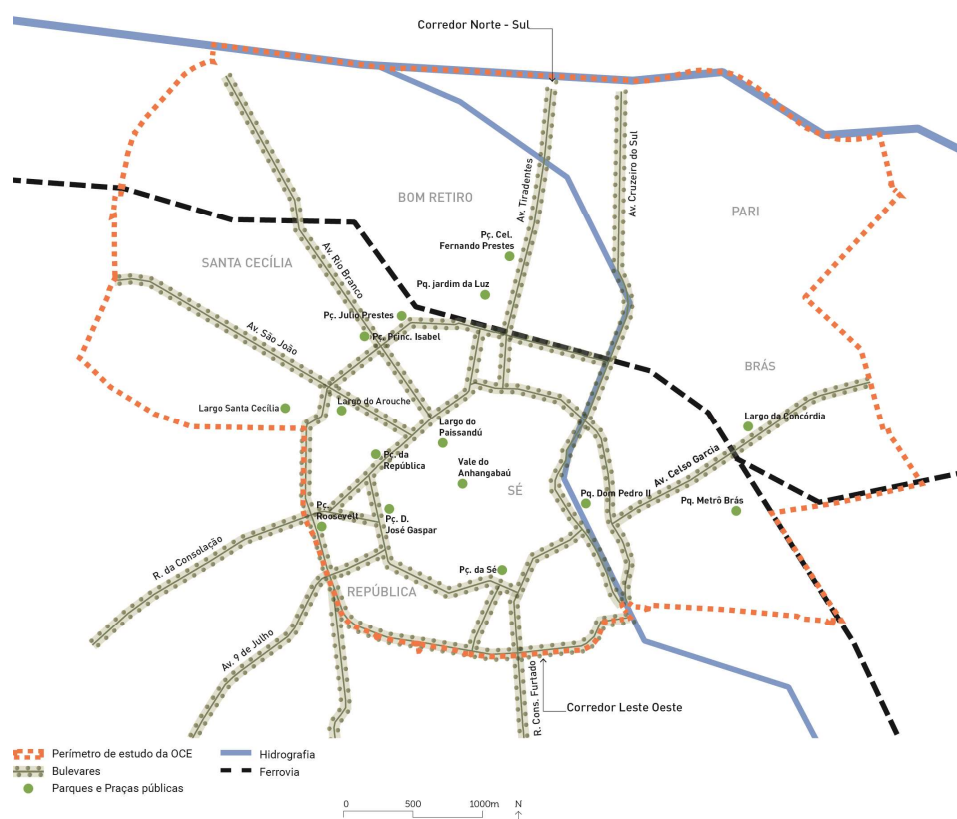 Corredor Norte - Sul
Av. Cruzeiro do Sul
BOM RETIRO
Av. Tiradentes
PARI
Pç. Cel.
Fernando Prestes
SANTA CECÍLIA
Av. Rio Branco
Pq. jardim da Luz
Pç. Julio Prestes
Pç. Princ. Isabel
Av. São João
BRÁS
Largo Santa Cecília
Largo do Arouche
Largo da Concórdia
Largo do
Paissandú
Pç. da
República
Vale do
Anhangabaú
Av. Celso Garcia
SÉ
Pq. Dom Pedro II
Pq. Metrô Brás
Pç.
Roosevelt
Pç. D.
José Gaspar
R. da Consolação
Pç. da Sé
REPÚBLICA
Av. 9 de Julho
R. Cons. Furtado
Corredor Leste Oeste
Perímetro de estudo da OCE
Hidrografia
Bulevares
Ferrovia
Parques e Praças públicas
0 500 1000m N